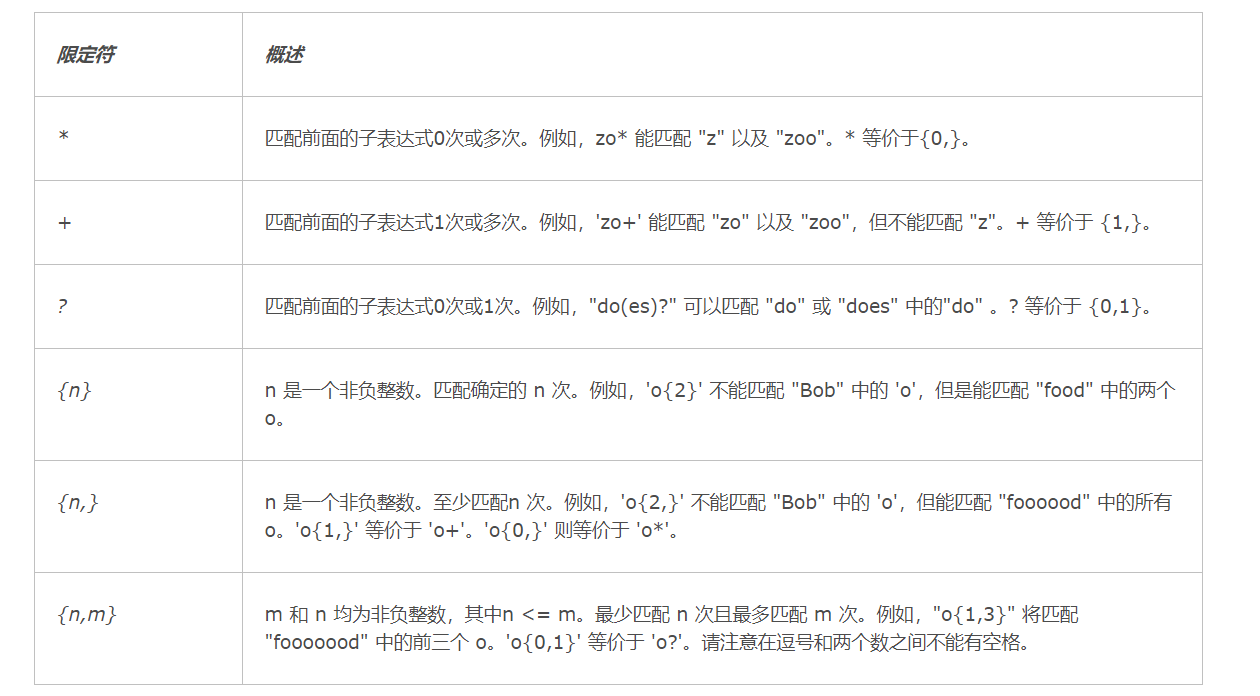 限定符 概述
* 匹配前面的子表达式0次或多次。例如，zo* 能匹配 "z" 以及 "zoo"。* 等价于{0,}。
+ 匹配前面的子表达式1次或多次。例如，'zo+' 能匹配 "zo" 以及 "zoo"，但不能匹配 "z"。+ 等价于 {1,}。
? 匹配前面的子表达式0次或1次。例如，"do(es)?" 可以匹配 "do" 或 "does" 中的"do" 。? 等价于 {0,1}。
{n} n 是一个非负整数。匹配确定的 n 次。例如，'o{2}' 不能匹配 "Bob" 中的 'o'，但是能匹配 "food" 中的两个
o。
{n,} n 是一个非负整数。至少匹配n 次。例如，'o{2,}' 不能匹配 "Bob" 中的 'o'，但能匹配 "foooood" 中的所有
o。'o{1,}' 等价于 'o+'。'o{0,}' 则等价于 'o*'。
{n,m} m 和 n 均为非负整数，其中n <= m。最少匹配 n 次且最多匹配 m 次。例如，"o{1,3}" 将匹配
"fooooood" 中的前三个 o。'o{0,1}' 等价于 'o?'。请注意在逗号和两个数之间不能有空格。